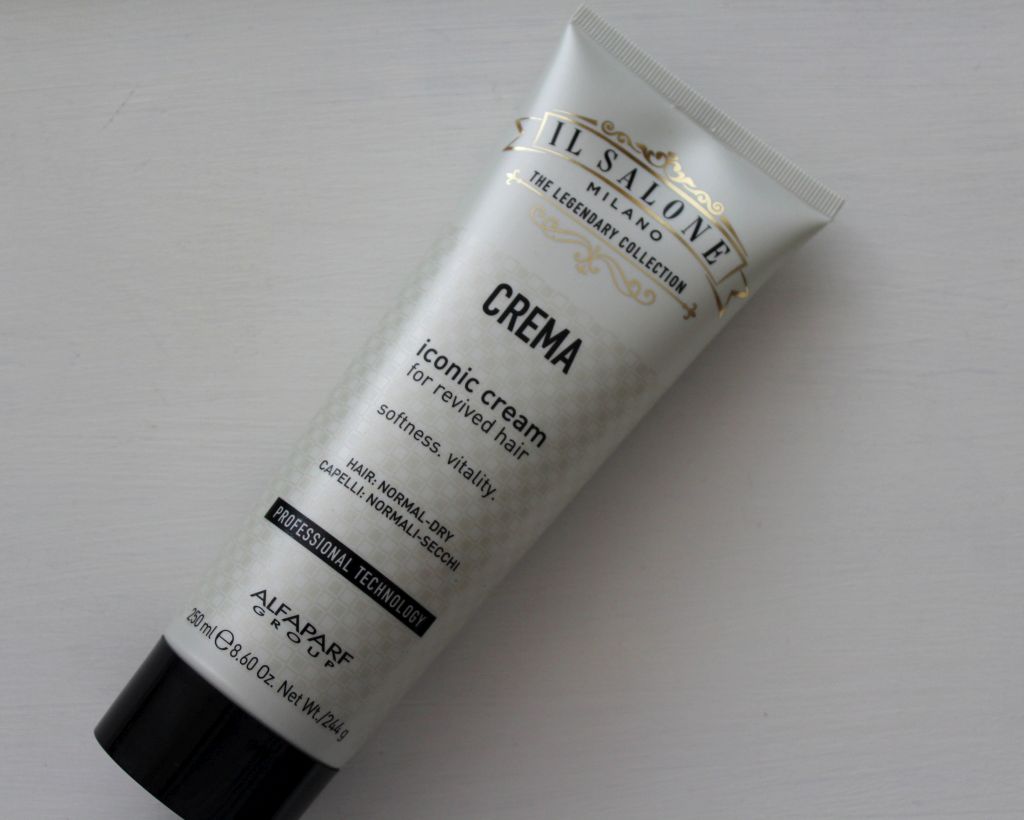 IL SALONE
MILANO
THE LEGENDARY COLLECTION
CREMA
iconic cream
for revived hair
softness. vitality.
HAIR: NORMAL-DRY
CAPELLI: NORMALI-SECCHI
PROFESSIONAL TECHNOLOGY
ALFAPARF
GROUP
250 ml ℮ 8.60 Oz. Net Wt./244 g